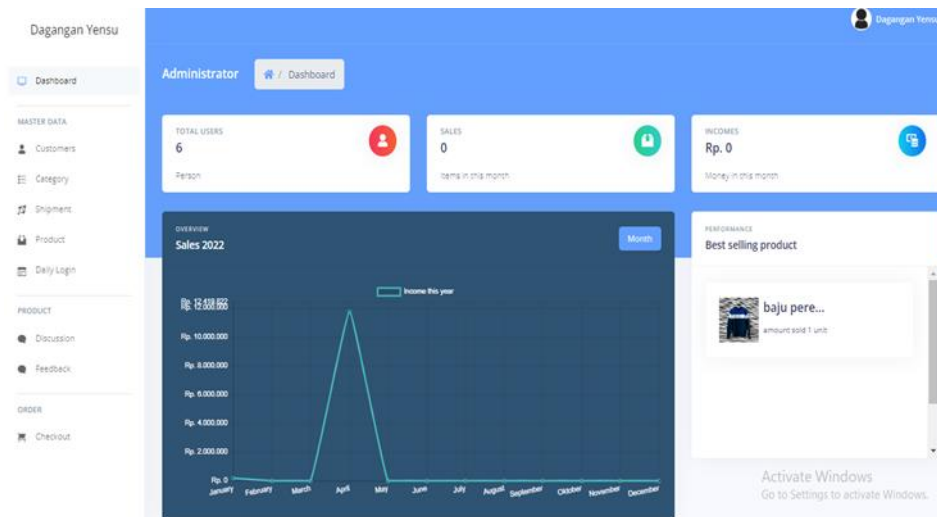 Dagangan Yensu
Dashboard
MASTER DATA
Customers
Category
Shipment
Product
Daily Login
PRODUCT
Discussion
Feedback
ORDER
Checkout
Dagangan Yensu
Administrator
/ Dashboard
TOTAL USERS
6
Person
SALES
0
Items in this month
INCOMES
Rp. 0
Money in this month
OVERVIEW
Sales 2022
Month
Income this year
Rp. 12.000.000
Rp. 10.000.000
Rp. 8.000.000
Rp. 6.000.000
Rp. 4.000.000
Rp. 2.000.000
Rp. 0
January February March April May June July August September Oktober November December
PERFORMANCE
Best selling product
baju pere...
amount sold 1 unit
Activate Windows
Go to Settings to activate Windows.